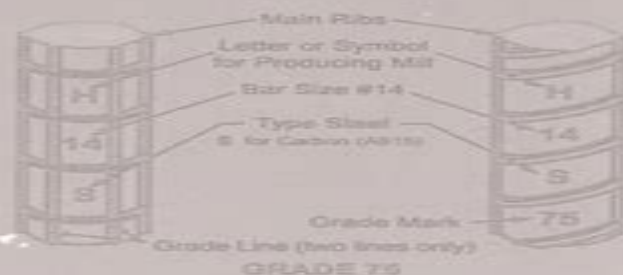 Main Ribs
Letter or Symbol
for Producing Mill
H
H
Bar Size #14
14
14
Type Steel
S for Carbon (A615)
S
S
Grade Mark
75
Grade Line (two lines only)
GRADE 75